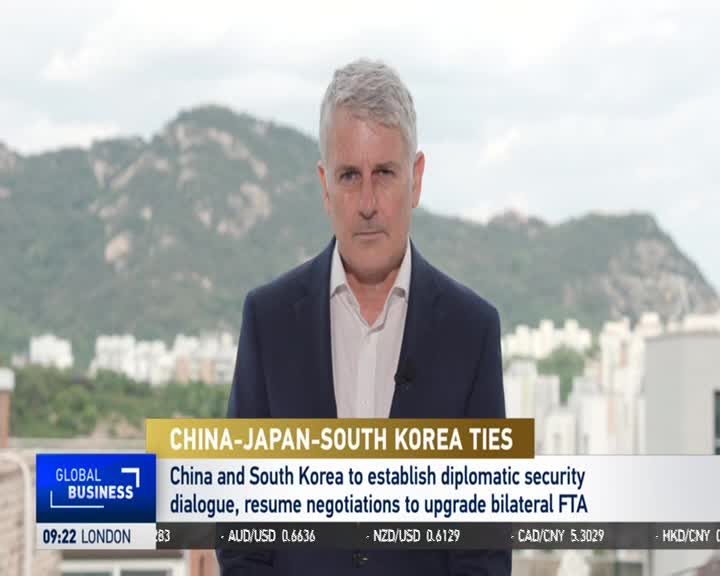 CHINA-JAPAN-SOUTH KOREA TIES
GLOBAL
BUSINESS
China and South Korea to establish diplomatic security
dialogue, resume negotiations to upgrade bilateral FTA
09:22 LONDON
283 · AUD/USD 0.6636 · NZD/USD 0.6129 · CAD/CNY 5.3029 · HKD/CNY